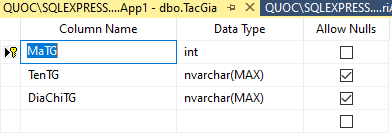 QUOC\SQLEXPRESS....App1 - dbo.TacGia QUOC\SQLEXPRESS....riA
Column Name Data Type Allow Nulls
MaTG int
TenTG nvarchar(MAX)
DiaChiTG nvarchar(MAX)